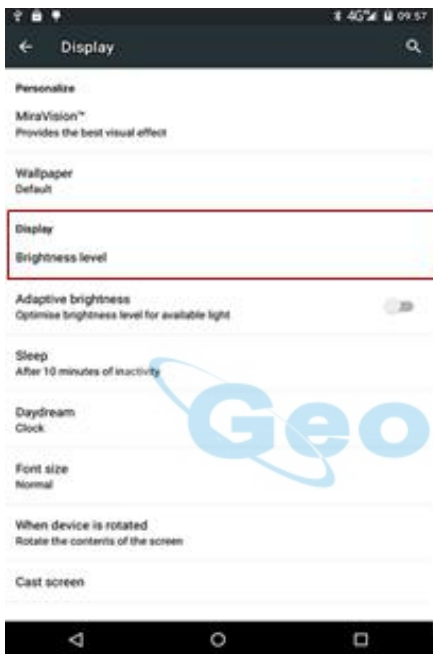 4G 09:57
Display
Personalize
MiraVision™
Provides the best visual effect
Wallpaper
Default
Display
Brightness level
Adaptive brightness
Optimise brightness level for available light
Sleep
After 10 minutes of inactivity
Daydream
Clock
Geo
Font size
Normal
When device is rotated
Rotate the contents of the screen
Cast screen